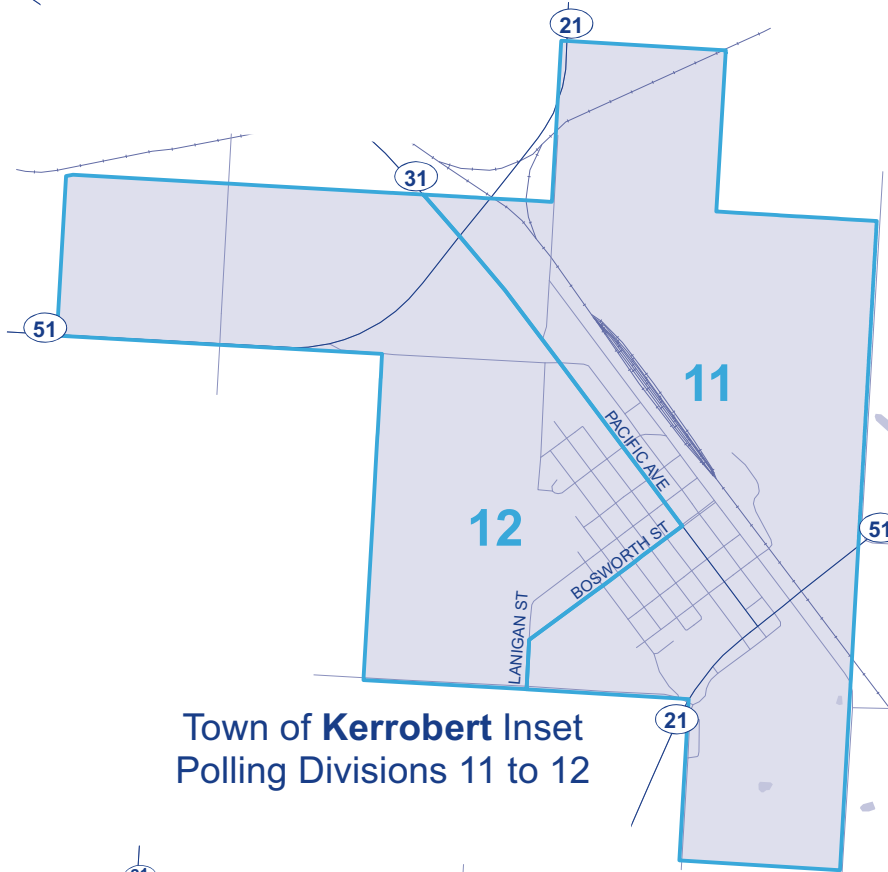 21
31
51
11
PACIFIC AVE
12
51
BOSWORTH ST
LANIGAN ST
21
Town of Kerrobert Inset
Polling Divisions 11 to 12